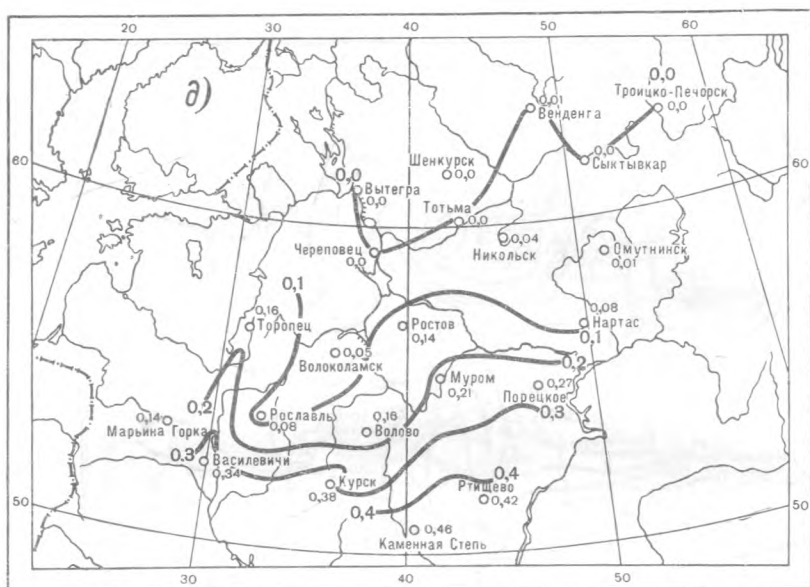 20 30 40 50 60
д)
0,0
0,01
Троицко-Печорск
0,0
Венденга
60
60
0,0
Шенкурск
0,0
Вытегра
0,0
0,0
Сыктывкар
Тотьма
0,0
Череповец
0,0
0,04
Никольск
Омутнинск
0,01
0,1
0,16
Торопец
Ростов
0,14
0,08
Нартас
0,1
0,05
Волоколамск
0,2
Муром
0,21
0,27
Порецкое
0,3
0,2
0,14
Марьина Горка
Рославль
0,08
0,16
Волово
0,3
Василевичи
0,34
Курск
0,38
0,4
Ртищево
0,42
50
50
0,4
0,46
Каменная Степь
30 40 50